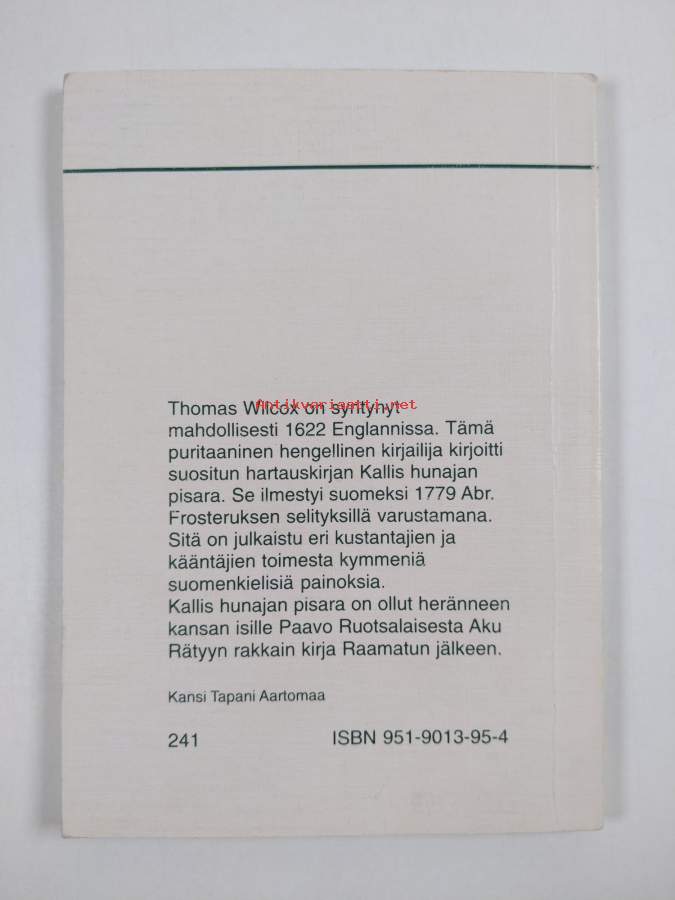 Thomas Wilcox on syntynyt
Antikvariaatti.net
mahdollisesti 1622 Englannissa. Tämä
puritaaninen hengellinen kirjailija kirjoitti
suositun hartauskirjan Kallis hunajan
pisara. Se ilmestyi suomeksi 1779 Abr.
Frosteruksen selityksillä varustamana.
Sitä on julkaistu eri kustantajien ja
kääntäjien toimesta kymmeniä
suomenkielisiä painoksia.
Kallis hunajan pisara on ollut heränneen
kansan isille Paavo Ruotsalaisesta Aku
Rätyyn rakkain kirja Raamatun jälkeen.
Kansi Tapani Aartomaa
241 ISBN 951-9013-95-4